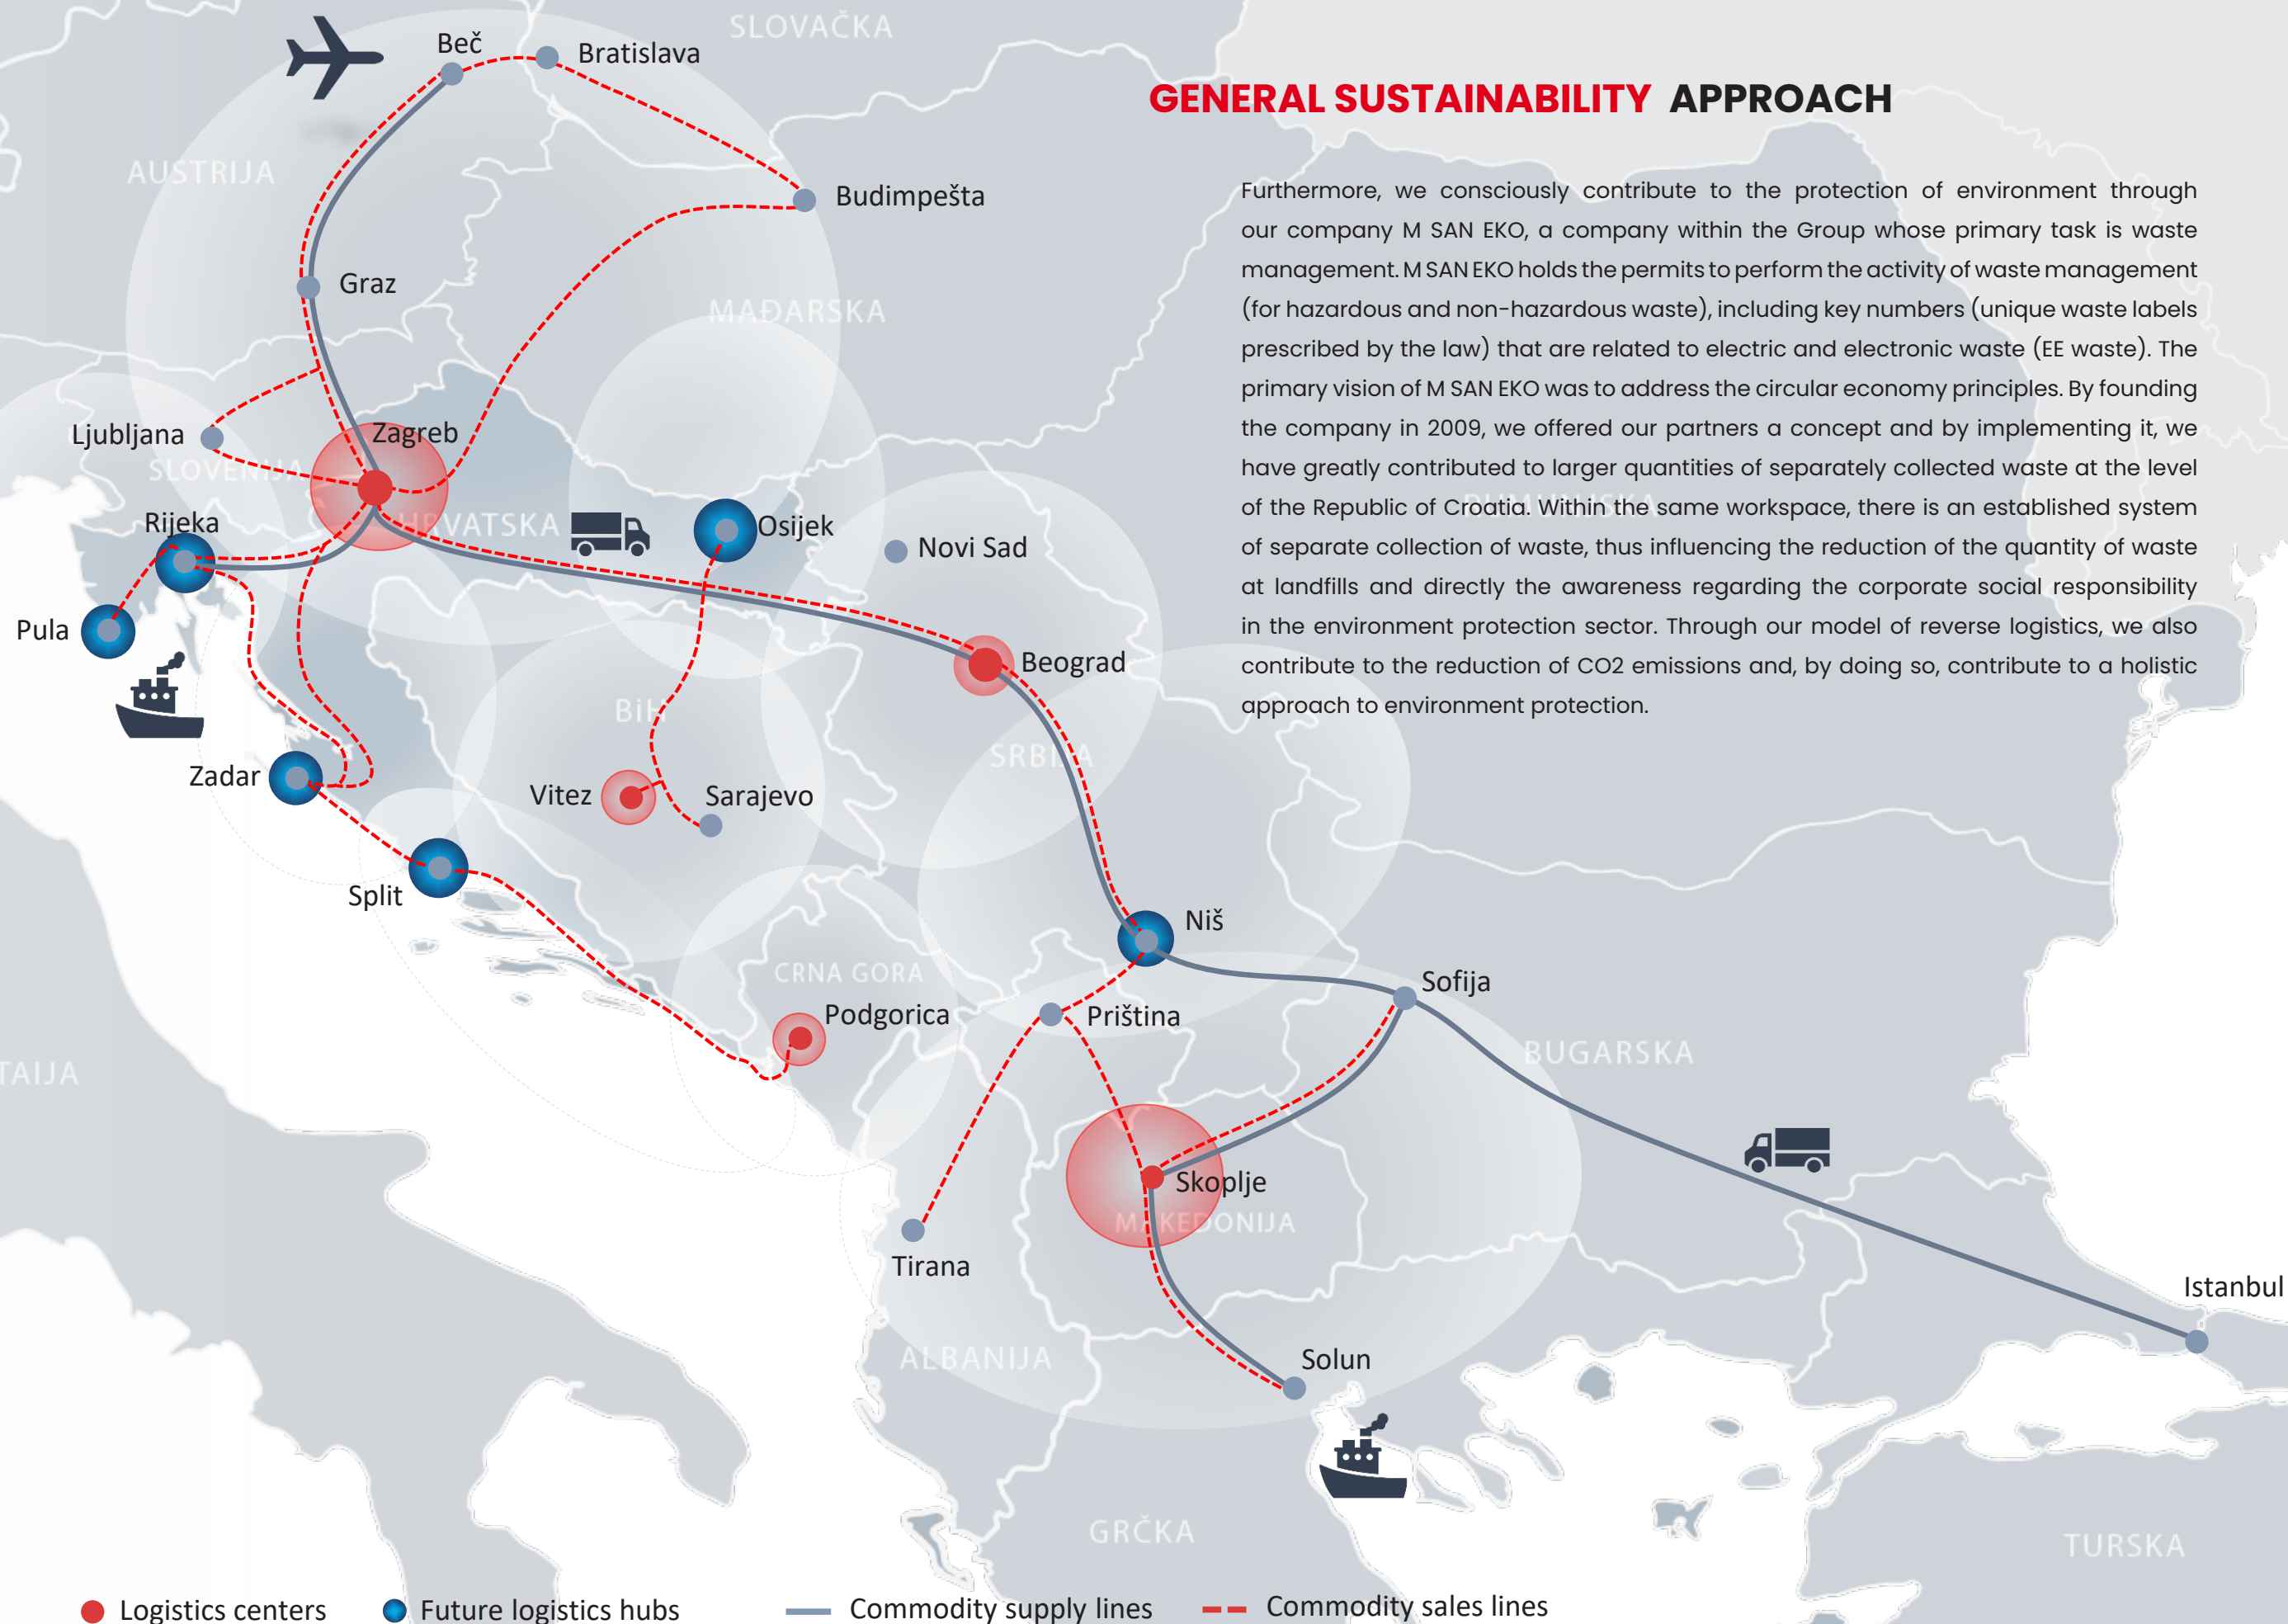 SLOVAČKA
Beč
Bratislava
GENERAL SUSTAINABILITY APPROACH
AUSTRIJA
Budimpešta
Furthermore, we consciously contribute to the protection of environment through
our company M SAN EKO, a company within the Group whose primary task is waste
management. M SAN EKO holds the permits to perform the activity of waste management
(for hazardous and non-hazardous waste), including key numbers (unique waste labels
prescribed by the law) that are related to electric and electronic waste (EE waste). The
primary vision of M SAN EKO was to address the circular economy principles. By founding
the company in 2009, we offered our partners a concept and by implementing it, we
have greatly contributed to larger quantities of separately collected waste at the level
of the Republic of Croatia. Within the same workspace, there is an established system
of separate collection of waste, thus influencing the reduction of the quantity of waste
at landfills and directly the awareness regarding the corporate social responsibility
in the environment protection sector. Through our model of reverse logistics, we also
contribute to the reduction of CO2 emissions and, by doing so, contribute to a holistic
approach to environment protection.
Graz
MAĐARSKA
Ljubljana
Zagreb
SLOVENIJA
RUMUNJSKA
Rijeka
HRVATSKA
Osijek
Novi Sad
Pula
Beograd
BiH
SRBIJA
Zadar
Vitez
Sarajevo
Split
Niš
CRNA GORA
Sofija
Podgorica
Priština
BUGARSKA
TAIJA
Skoplje
MAKEDONIJA
Tirana
Istanbul
ALBANIJA
Solun
GRČKA
TURSKA
Logistics centers
Future logistics hubs
Commodity supply lines
Commodity sales lines